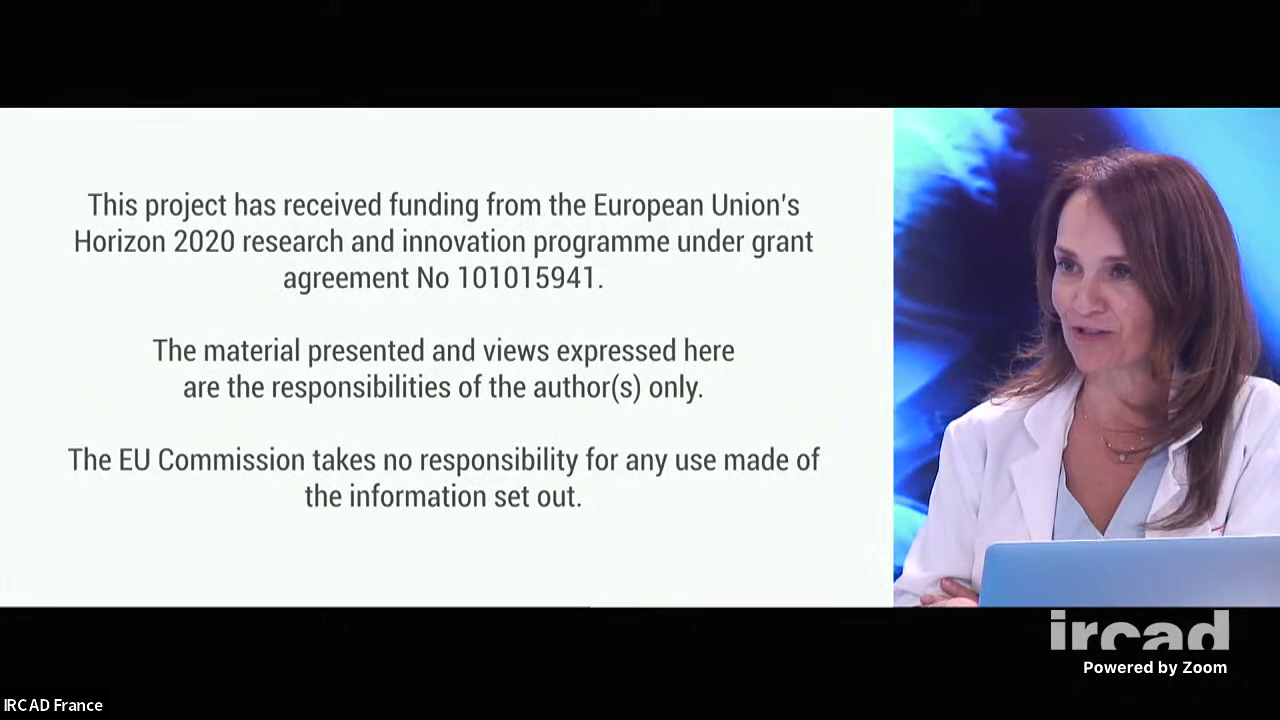 This project has received funding from the European Union's
Horizon 2020 research and innovation programme under grant
agreement No 101015941.
The material presented and views expressed here
are the responsibilities of the author(s) only.
The EU Commission takes no responsibility for any use made of
the information set out.
ircad
Powered by Zoom
IRCAD France